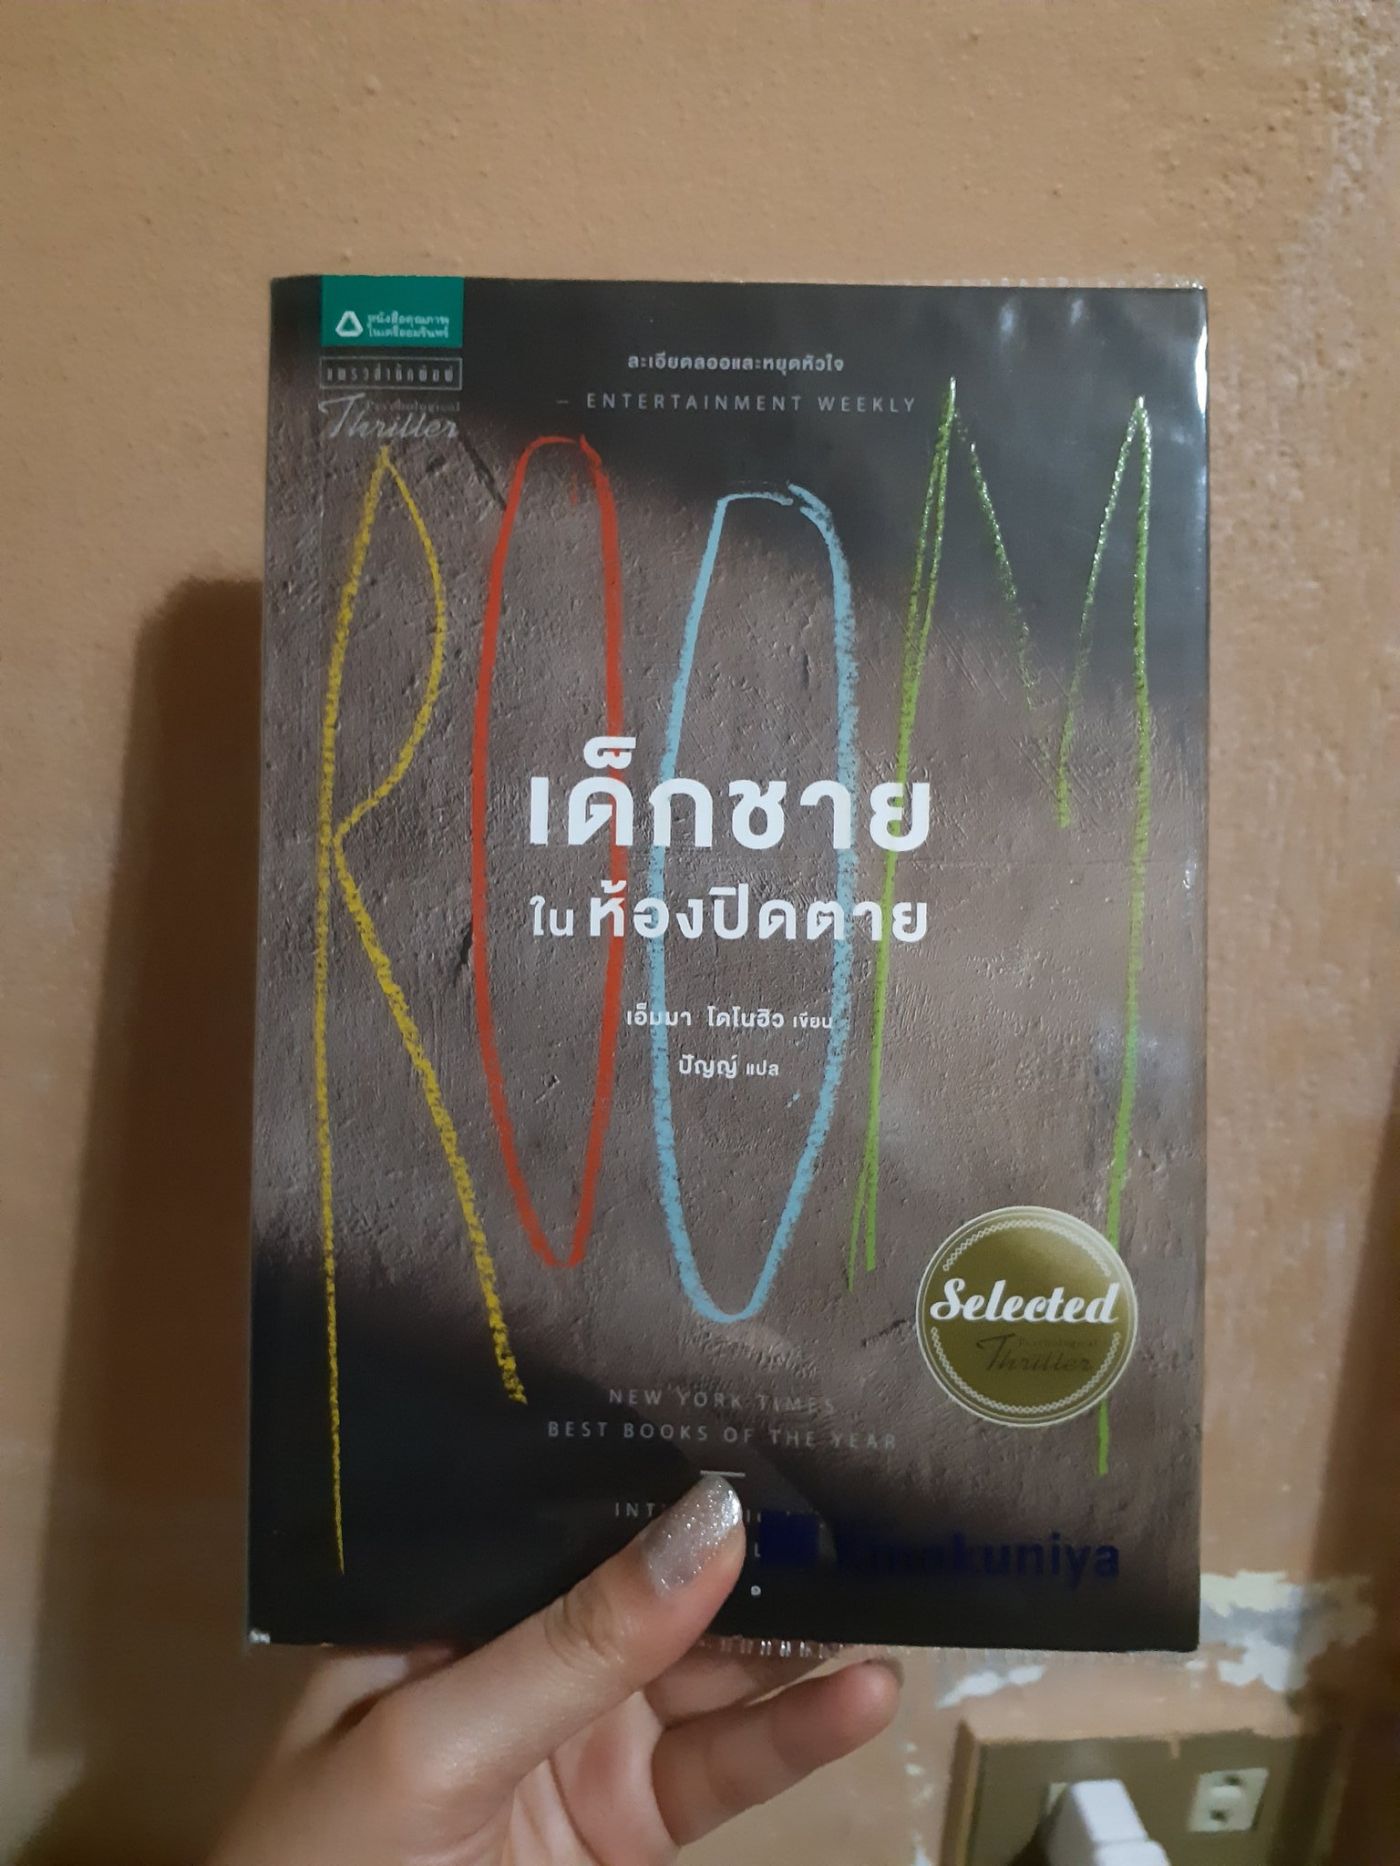 หนังสือคุณภาพ
ในเครืออมรินทร์
แพรวสำนักพิมพ์
Psychological
Thriller
ละเอียดลออและหยุดหัวใจ
– ENTERTAINMENT WEEKLY
ROOM
เด็กชาย
ใน ห้องปิดตาย
เอ็มมา โดโนฮิว เขียน
ปัญญ์ แปล
Selected
Psychological
Thriller
NEW YORK TIMES
BEST BOOKS OF THE YEAR
Kinokuniya